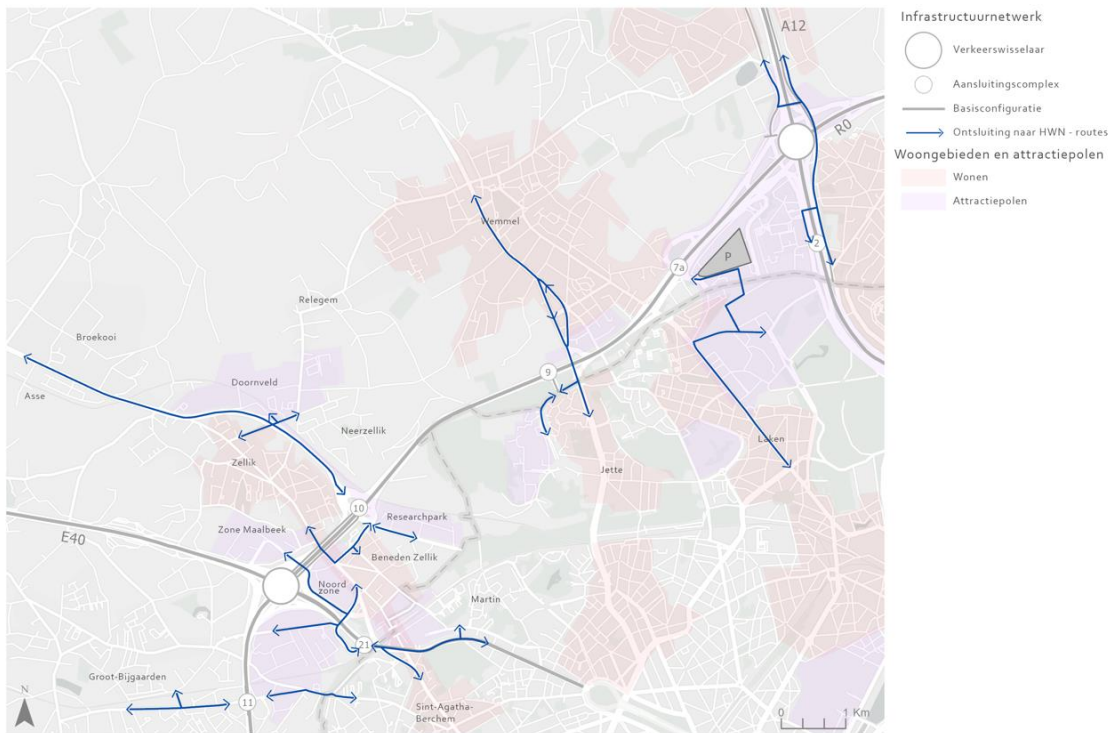 Infrastructuurnetwerk
Verkeerswisselaar
Aansluitingscomplex
Basisconfiguratie
Ontsluiting naar HWN - routes
Woongebieden en attractiepolen
Wonen
Attractiepolen
A12
R0
Wemmel
2
P
7a
Relegem
Broekooi
9
Doornveld
Asse
Neerzellik
Laken
Zellik
Jette
10
Researchpark
Zone Maalbeek
E40
Beneden Zellik
Noord
zone
Martin
21
Groot-Bijgaarden
11
Sint-Agatha-
Berchem
N
0 1 Km